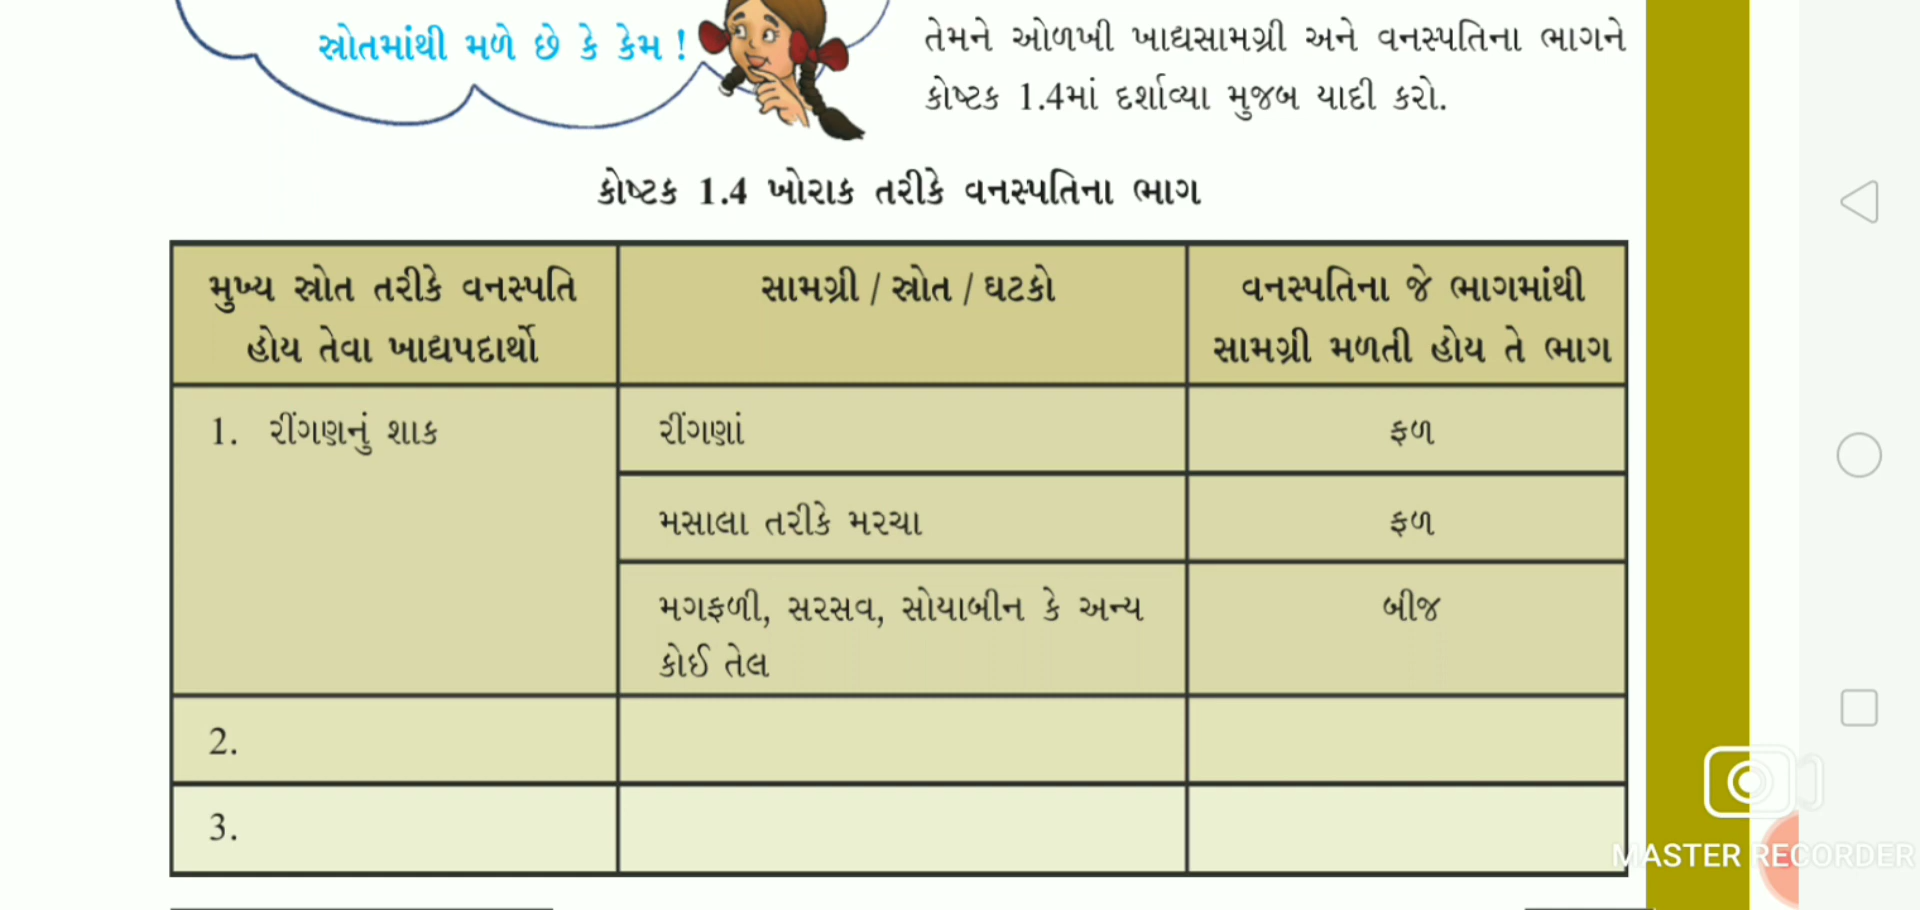 સ્રોતમાંથી મળે છે કે કેમ !
તેમને ઓળખી ખાદ્યસામગ્રી અને વનસ્પતિના ભાગને
કોષ્ટક 1.4માં દર્શાવ્યા મુજબ યાદી કરો.
કોષ્ટક 1.4 ખોરાક તરીકે વનસ્પતિના ભાગ
મુખ્ય સ્રોત તરીકે વનસ્પતિ
હોય તેવા ખાદ્યપદાર્થો
સામગ્રી / સ્રોત / ઘટકો
વનસ્પતિના જે ભાગમાંથી
સામગ્રી મળતી હોય તે ભાગ
1. રીંગણનું શાક
રીંગણાં
ફળ
મસાલા તરીકે મરચા
ફળ
મગફળી, સરસવ, સોયાબીન કે અન્ય
કોઈ તેલ
બીજ
2.
3.
MASTER RECORDER